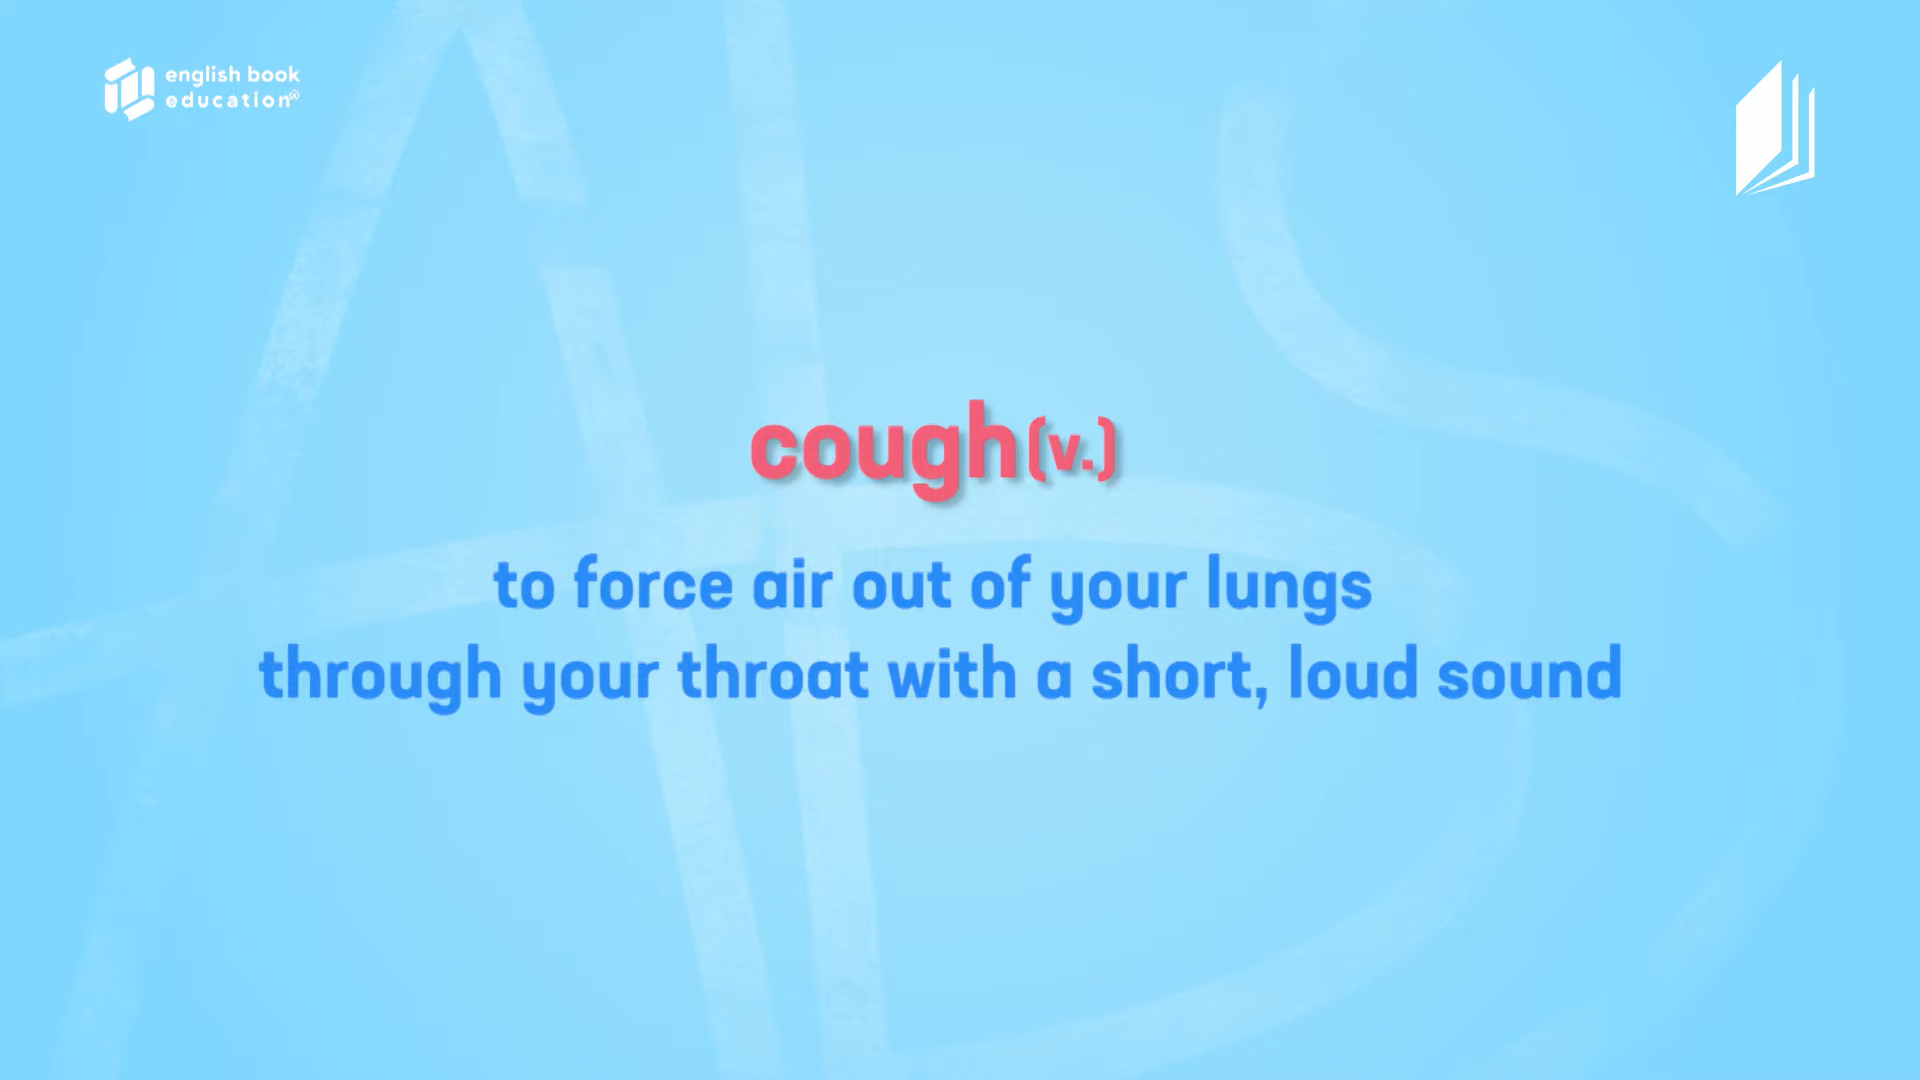 english book
education®
cough (v.)
to force air out of your lungs
through your throat with a short, loud sound